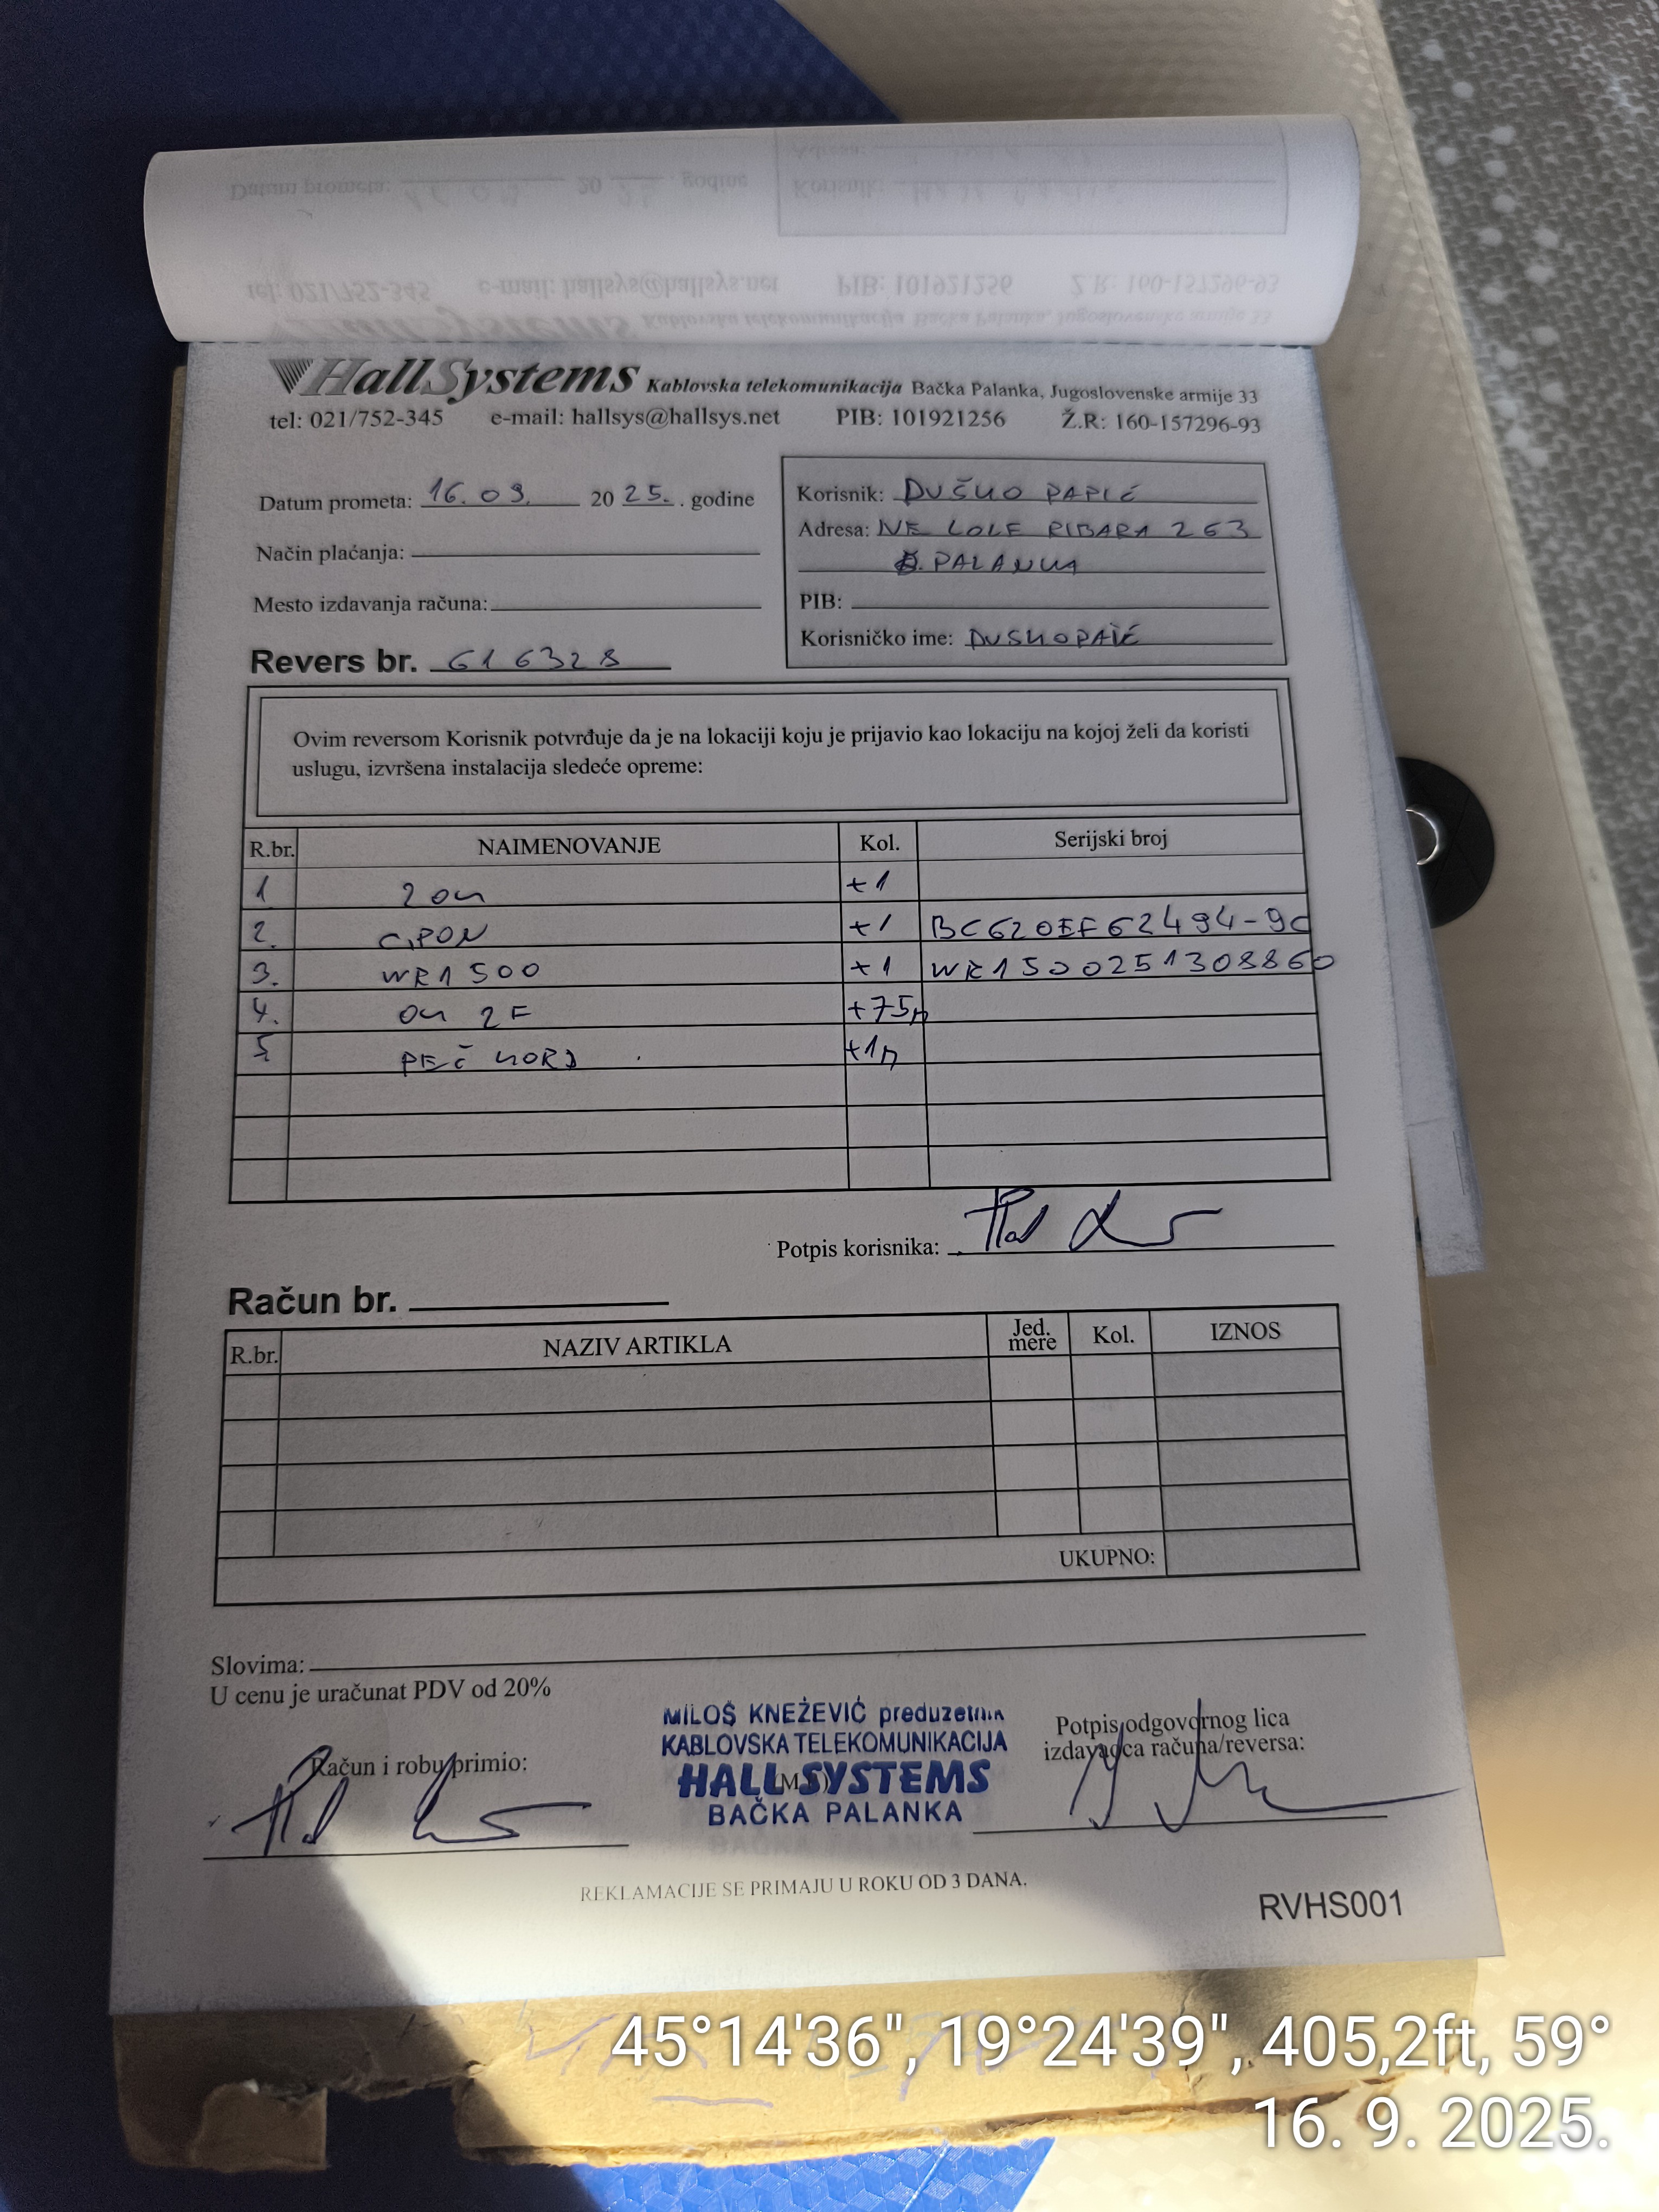 HallSystems Kablovska telekomunikacija Bačka Palanka, Jugoslovenske armije 33
tel: 021/752-345 e-mail: hallsys@hallsys.net PIB: 101921256 Ž.R: 160-157296-93
Datum prometa: 16.09. 2025. godine
Način plaćanja:
Mesto izdavanja računa:
Revers br. 616328
Korisnik: DUŠKO PAPIĆ
Adresa: IVE LOLE RIBARA 263
B. PALANKA
PIB:
Korisničko ime: DUSKOPAIĆ
Ovim reversom Korisnik potvrđuje da je na lokaciji koju je prijavio kao lokaciju na kojoj želi da koristi
uslugu, izvršena instalacija sledeće opreme:
R.br. NAIMENOVANJE Kol. Serijski broj
1 ZOK +1
2. GPON +1 BC620EF62494-9C
3. WR1500 +1 WR1500251308860
4. OK 2F +75m
5 PEČ KORD +1m
Potpis korisnika:
Račun br.
R.br. NAZIV ARTIKLA Jed. mere Kol. IZNOS
UKUPNO:
Slovima:
U cenu je uračunat PDV od 20%
Račun i robu primio:
MILOŠ KNEŽEVIĆ preduzetnik
KABLOVSKA TELEKOMUNIKACIJA
HALL SYSTEMS
BAČKA PALANKA
Potpis odgovornog lica
izdavaoca računa/reversa:
REKLAMACIJE SE PRIMAJU U ROKU OD 3 DANA.
RVHS001
45°14'36", 19°24'39", 405,2ft, 59°
16. 9. 2025.